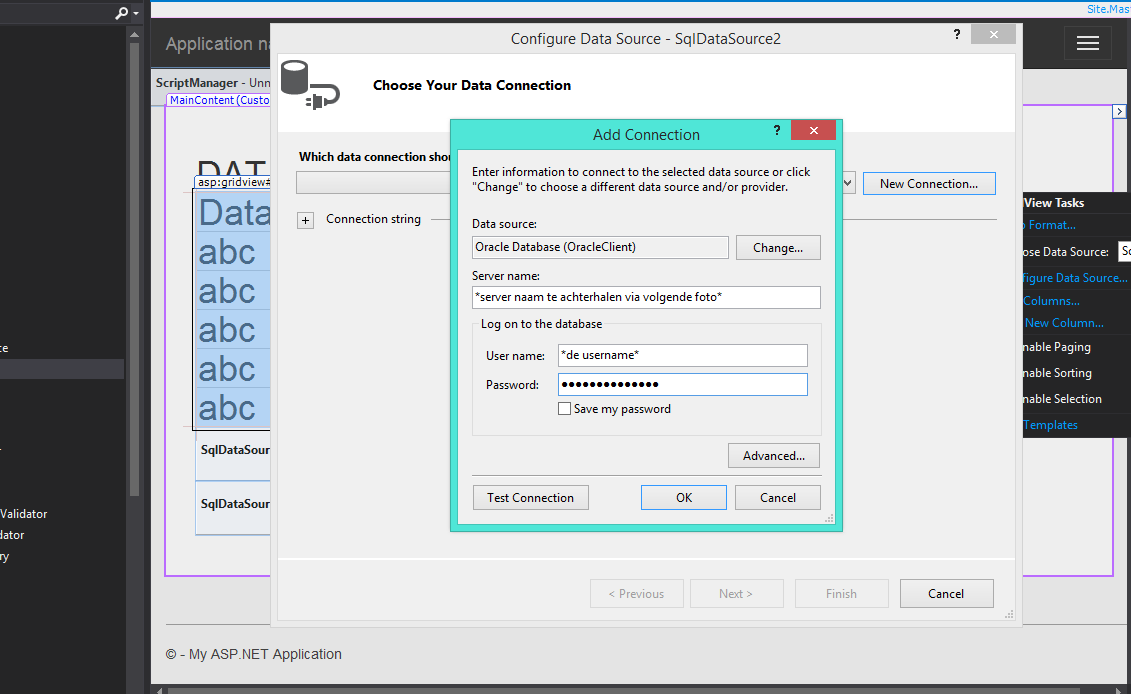 Site.Mas
Configure Data Source - SqlDataSource2
?
Application na
ScriptManager - Unn
MainContent (Custo
Choose Your Data Connection
Add Connection
?
Which data connection shou
New Connection...
Enter information to connect to the selected data source or click
"Change" to choose a different data source and/or provider.
Connection string
Data source:
Oracle Database (OracleClient)
Change...
Server name:
*server naam te achterhalen via volgende foto*
Log on to the database
User name:
*de username*
Password:
●●●●●●●●●●●●●●
Save my password
Advanced...
Test Connection
OK
Cancel
< Previous
Next >
Finish
Cancel
DAT
asp:gridview#
Data
abc
abc
abc
abc
abc
SqlDataSour
SqlDataSour
View Tasks
Format...
ose Data Source:
figure Data Source...
Columns...
New Column...
nable Paging
nable Sorting
nable Selection
Templates
ce
Validator
dator
ry
© - My ASP.NET Application